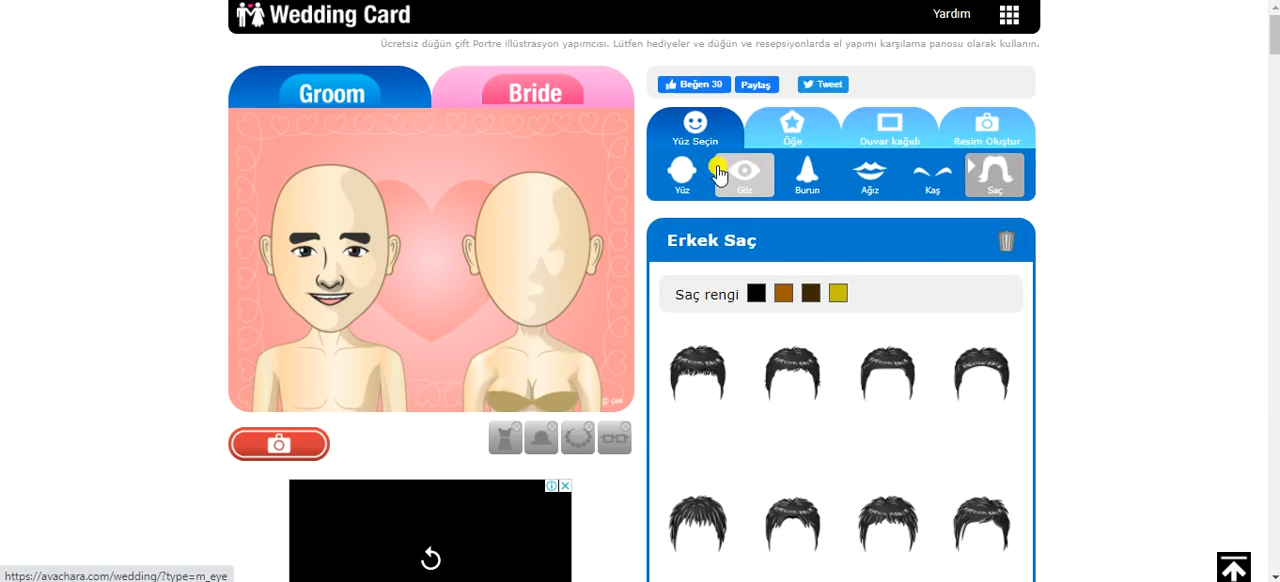 Wedding Card
Yardım
Ücretsiz düğün çift Portre illüstrasyon yapımcısı. Lütfen hediyeler ve düğün ve resepsiyonlarda el yapımı karşılama panosu olarak kullanın.
Groom
Bride
Beğen 39
Paylaş
Tweet
Yüz Seçin
Öğe
Duvar kağıdı
Resim Oluştur
Yüz
Göz
Burun
Ağız
Kaş
Saç
Erkek Saç
Saç rengi
https://avachara.com/wedding/?type=m_eye